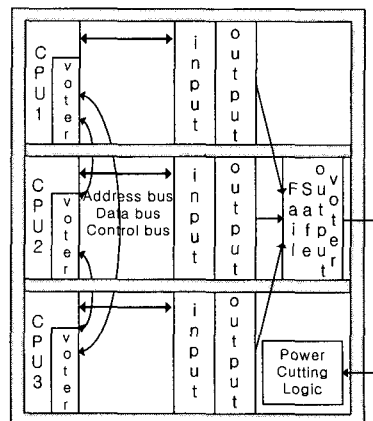 CPU1
voter
input
output
CPU2
voter
Address bus
Data bus
Control bus
input
output
Fail
Safe
output
voter
CPU3
voter
input
output
Power
Cutting
Logic